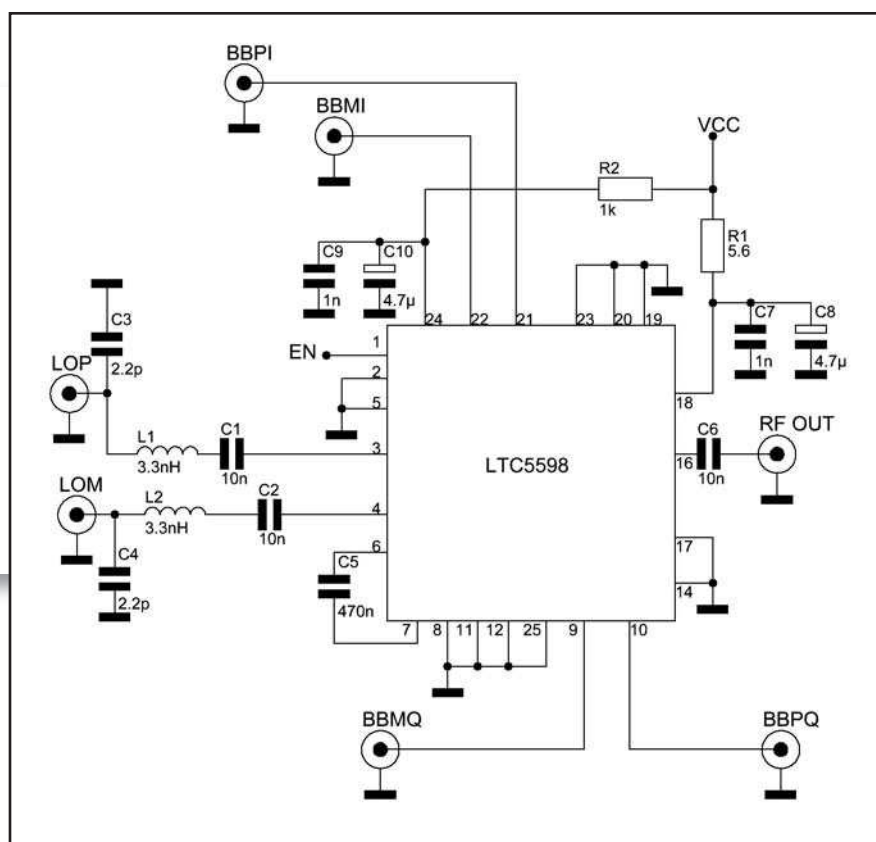 BBPI
BBMI
VCC
R2
1k
R1
5.6
C9
1n
C10
4.7µ
C7
1n
C8
4.7µ
24
22
21
23
20
19
C3
2.2p
LOP
EN
1
2
5
18
L1
3.3nH
C1
10n
3
LTC5598
16
C6
10n
RF OUT
LOM
L2
3.3nH
C2
10n
4
6
C4
2.2p
C5
470n
17
14
7
8
11
12
25
9
10
BBMQ
BBPQ